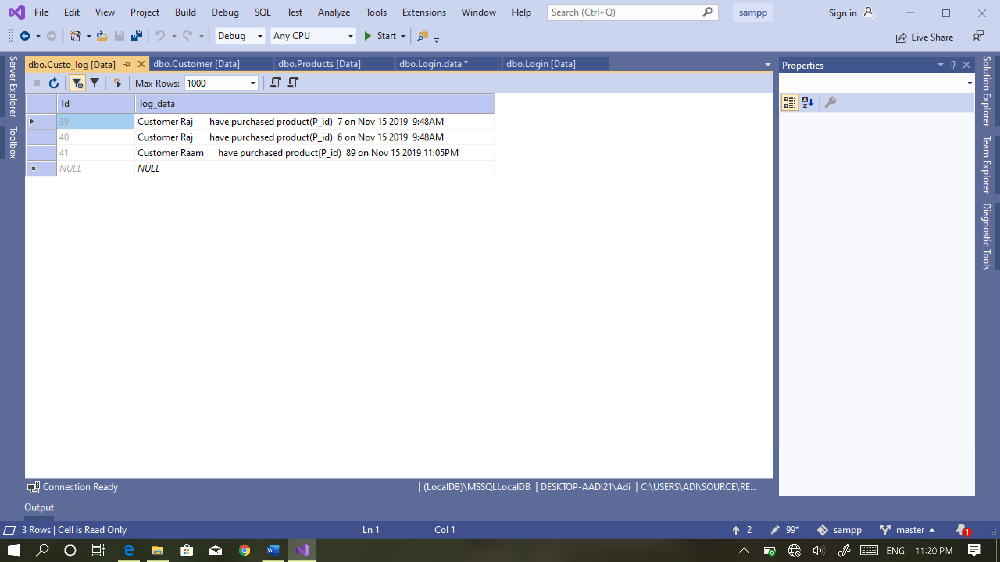 File Edit View Project Build Debug SQL Test Analyze Tools Extensions Window Help Search (Ctrl+Q) sampp Sign in
Debug Any CPU Start Live Share
Server Explorer
Toolbox
dbo.Custo_log [Data] dbo.Customer [Data] dbo.Products [Data] dbo.Login.data * dbo.Login [Data]
Max Rows: 1000
Id log_data
39 Customer Raj have purchased product(P_id) 7 on Nov 15 2019 9:48AM
40 Customer Raj have purchased product(P_id) 6 on Nov 15 2019 9:48AM
41 Customer Raam have purchased product(P_id) 89 on Nov 15 2019 11:05PM
NULL NULL
Properties
Solution Explorer
Team Explorer
Diagnostic Tools
Connection Ready | (LocalDB)\MSSQLLocalDB | DESKTOP-AADI21\Adi | C:\USERS\ADI\SOURCE\RE...
Output
3 Rows | Cell is Read Only Ln 1 Col 1 2 99* sampp master 1
ENG 11:20 PM